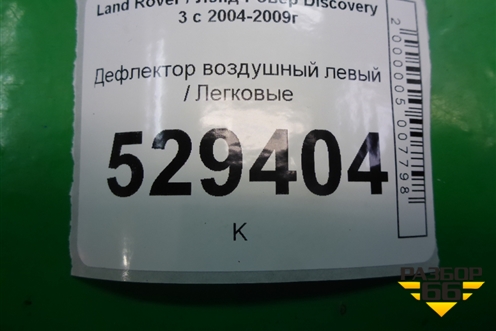 Land Rover / Лэнд Ровер Discovery
3 с 2004-2009г
Дефлектор воздушный левый
/ Легковые
529404
К
2000005007798
РАЗБОР
66